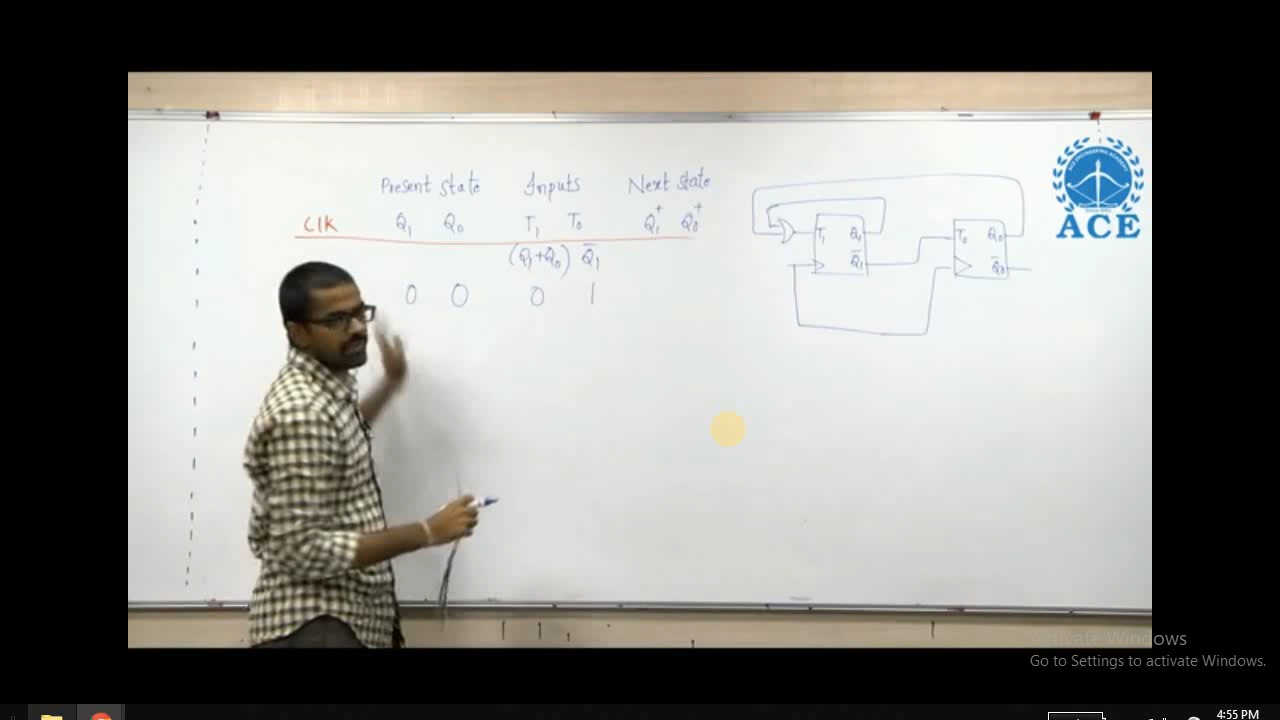 Present state Inputs Next state
Clk Q₁ Q₀ T₁ T₀ Q₁⁺ Q₀⁺
(Q₁+Q₀) Q̅₁
0 0 0 1
T₁ Q₁
Q̅₁
T₀ Q₀
Q̅₀
ACE
Activate Windows
Go to Settings to activate Windows.
4:55 PM